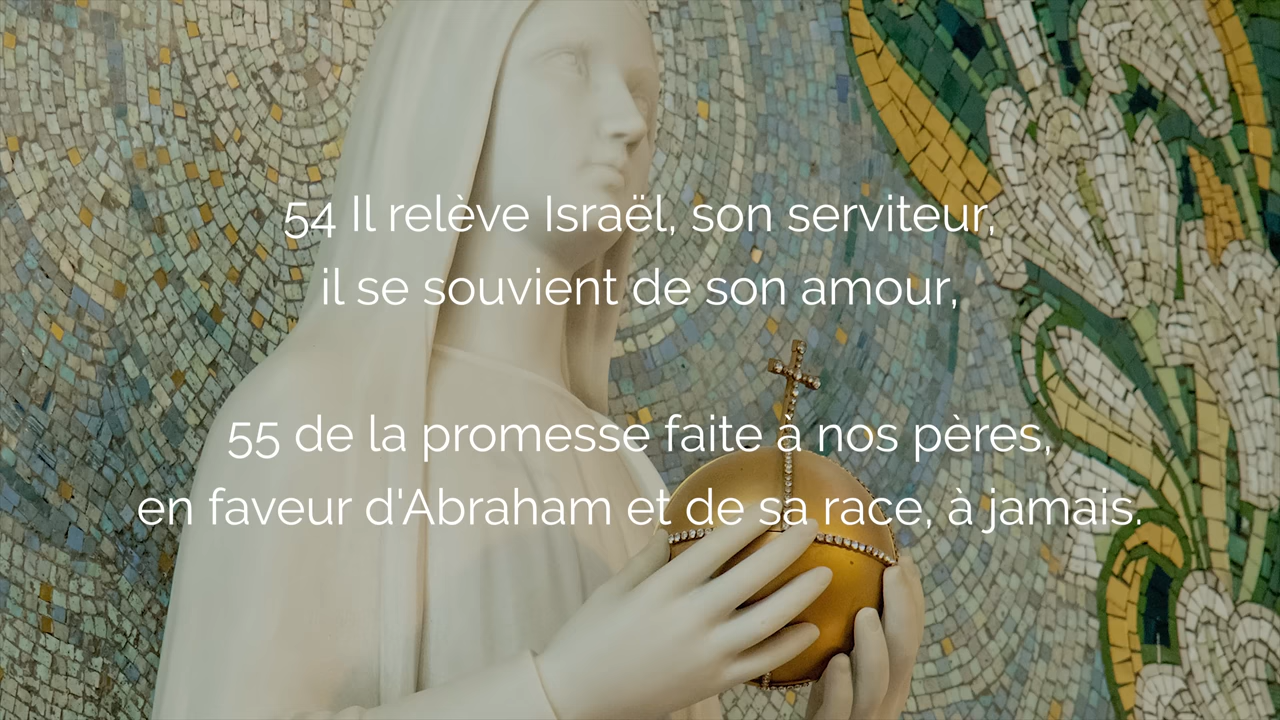 54 Il relève Israël, son serviteur,
il se souvient de son amour,
55 de la promesse faite à nos pères,
en faveur d'Abraham et de sa race, à jamais.